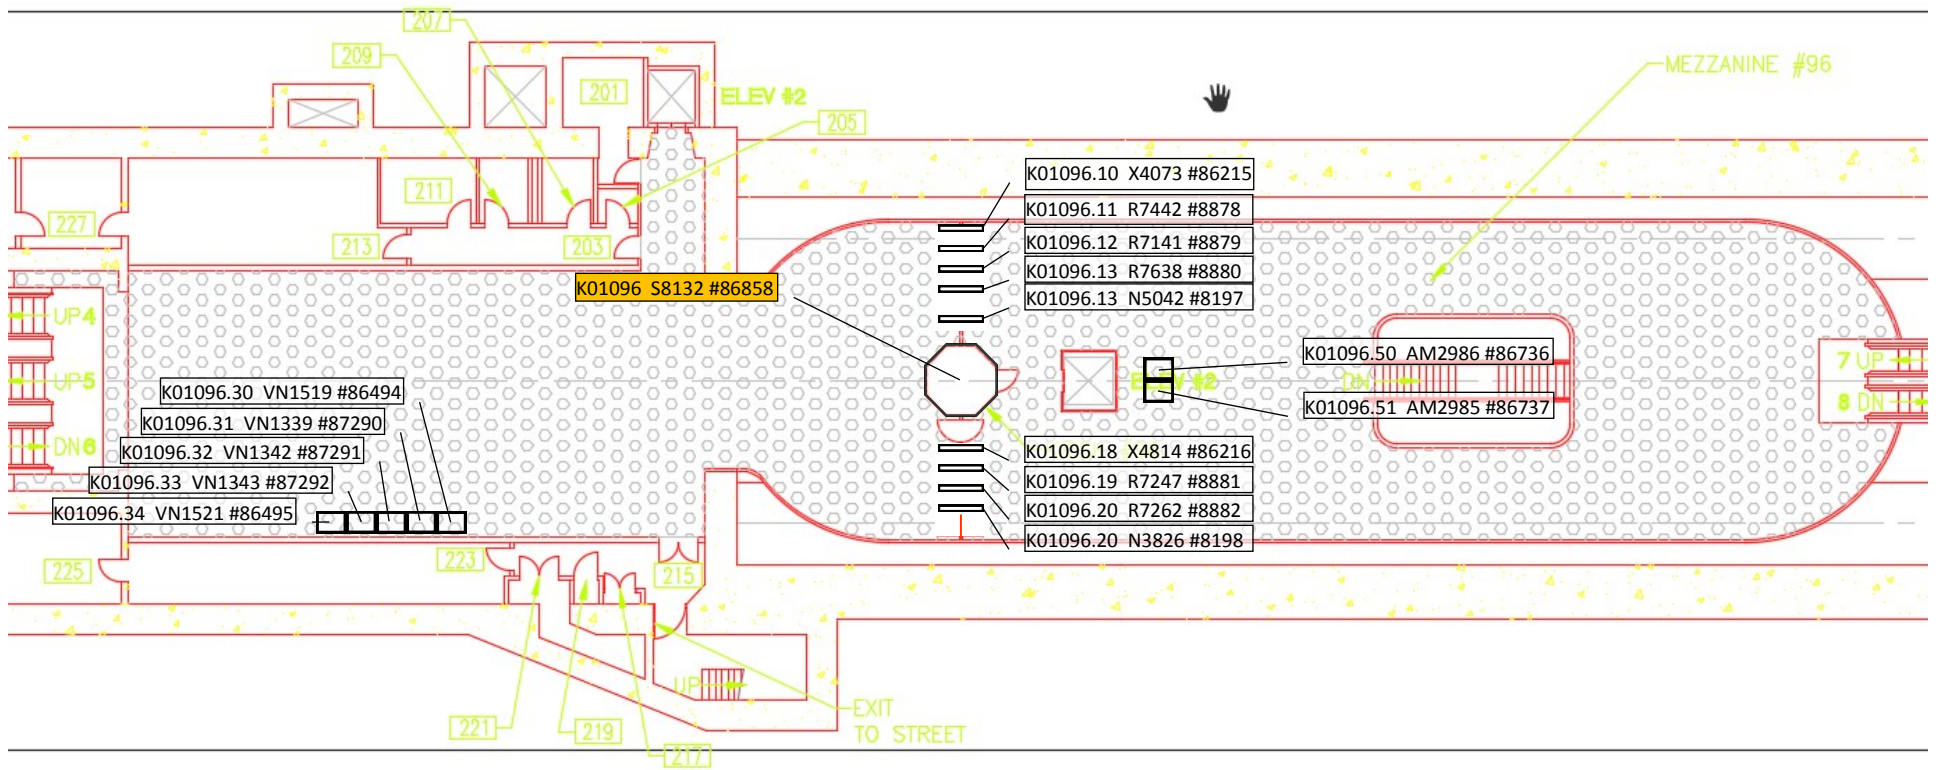 207
209
MEZZANINE #96
201
ELEV #2
205
K01096.10 X4073 #86215
211
K01096.11 R7442 #8878
227
213
203
K01096.12 R7141 #8879
K01096.13 R7638 #8880
K01096 S8132 #86858
K01096.13 N5042 #8197
UP4
K01096.50 AM2986 #86736
7 UP
UP5
ELEV #2
DN
K01096.30 VN1519 #86494
K01096.51 AM2985 #86737
8 DN
K01096.31 VN1339 #87290
DN6
K01096.32 VN1342 #87291
K01096.18 X4814 #86216
K01096.33 VN1343 #87292
K01096.19 R7247 #8881
K01096.34 VN1521 #86495
K01096.20 R7262 #8882
K01096.20 N3826 #8198
223
225
215
UP
EXIT
TO STREET
221
219
217